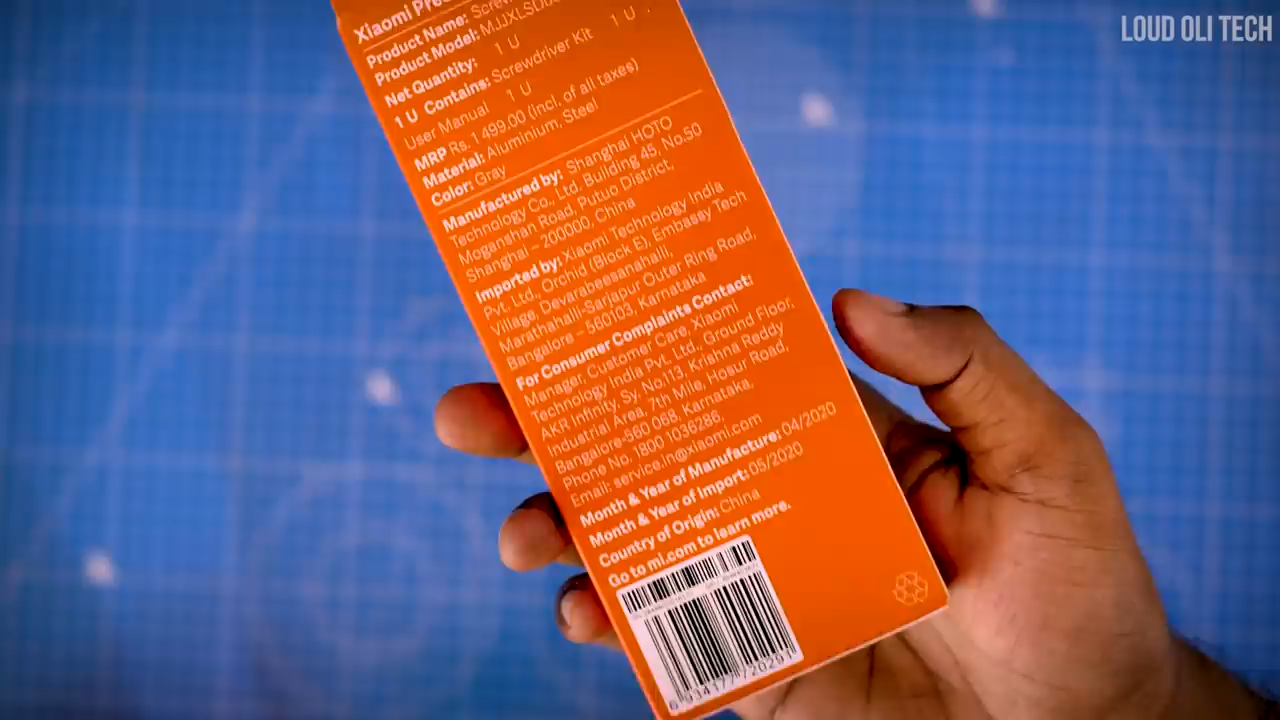 LOUD OLI TECH
Xiaomi
Product Name:
Product Model:
Net Quantity: 1 U
1 U Contains: Screwdriver Kit 1 U
User Manual 1 U
MRP Rs. 1 499.00 (incl. of all taxes)
Material: Aluminium, Steel
Color: Gray
Manufactured by: Shanghai HOTO
Technology Co., Ltd. Building 45, No.50
Moganshan Road, Putuo District,
Shanghai – 200000, China
Imported by: Xiaomi Technology India
Pvt. Ltd., Orchid (Block E), Embassy Tech
Village, Devarabeesanahalli,
Marathahalli-Sarjapur Outer Ring Road,
Bangalore – 560103, Karnataka
For Consumer Complaints Contact:
Manager, Customer Care, Xiaomi
Technology India Pvt. Ltd., Ground Floor,
AKR Infinity, Sy. No.113, Krishna Reddy
Industrial Area, 7th Mile, Hosur Road,
Bangalore-560 068, Karnataka,
Phone No. 1800 1036286,
Email: service.in@xiaomi.com
Month & Year of Manufacture: 04/2020
Month & Year of Import: 05/2020
Country of Origin: China
Go to mi.com to learn more.
6 934177 720291